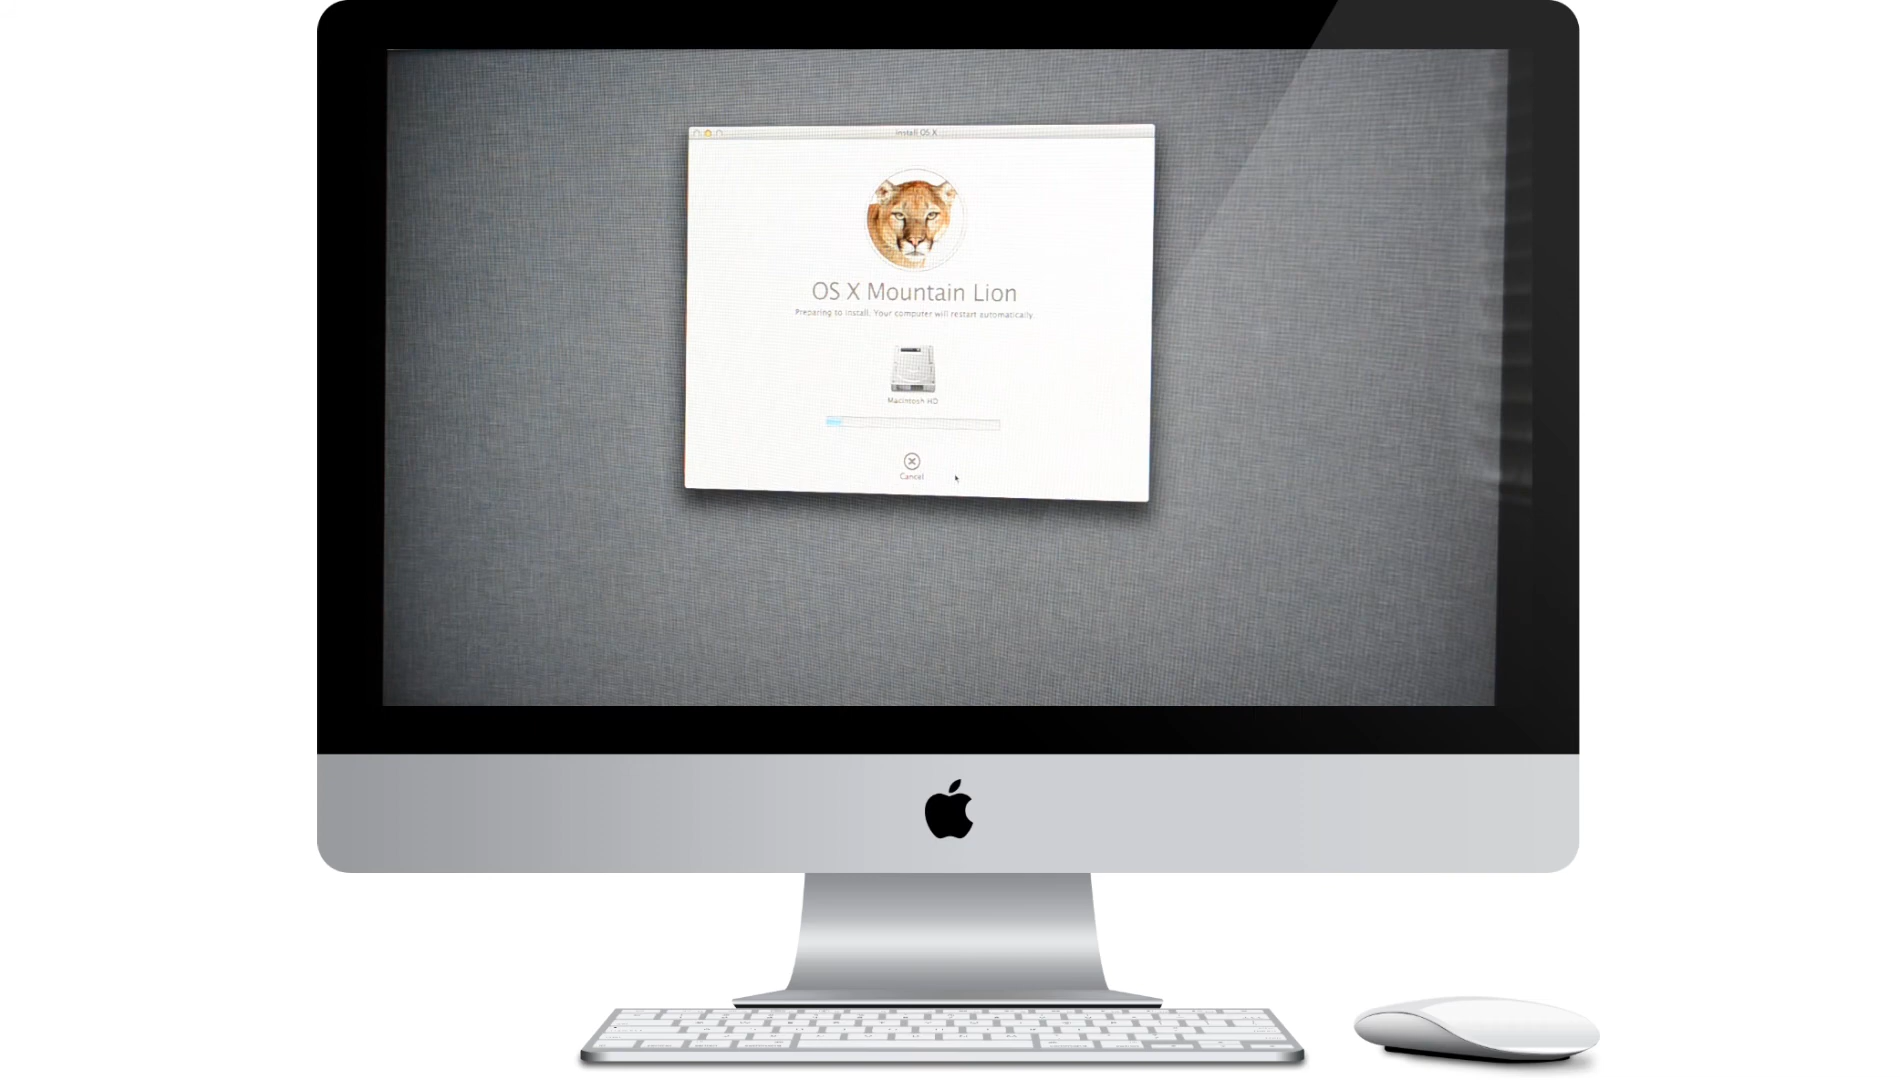 Install OS X
OS X Mountain Lion
Preparing to install. Your computer will restart automatically.
Macintosh HD
Cancel